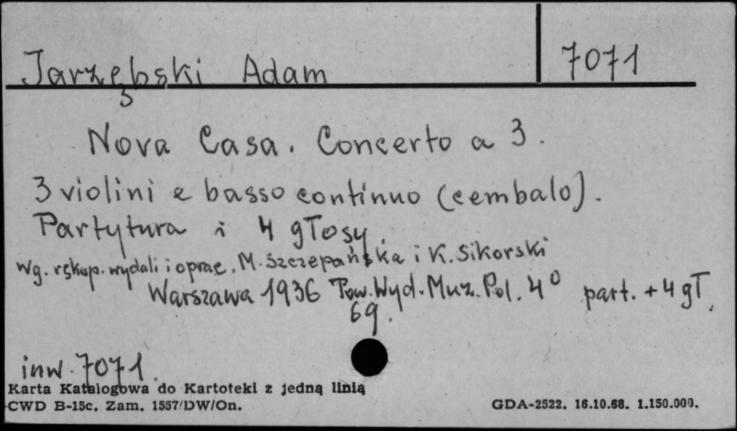 Jarzębski Adam 7071
Nova Casa. Concerto a 3.
3 violini e basso continuo (cembalo).
Partytura i 4 głosy
Wg. rękop. wydali i oprac. M. Szczepańska i K. Sikorski
Warszawa 1936 Tow. Wyd. Muz. Pol. 4° part. + 4 gł.
69.
inw. 7071.
Karta Katalogowa do Kartoteki z jedną linią
CWD B-15c. Zam. 1557/DW/On. GDA-2522. 16.10.68. 1.150.000.